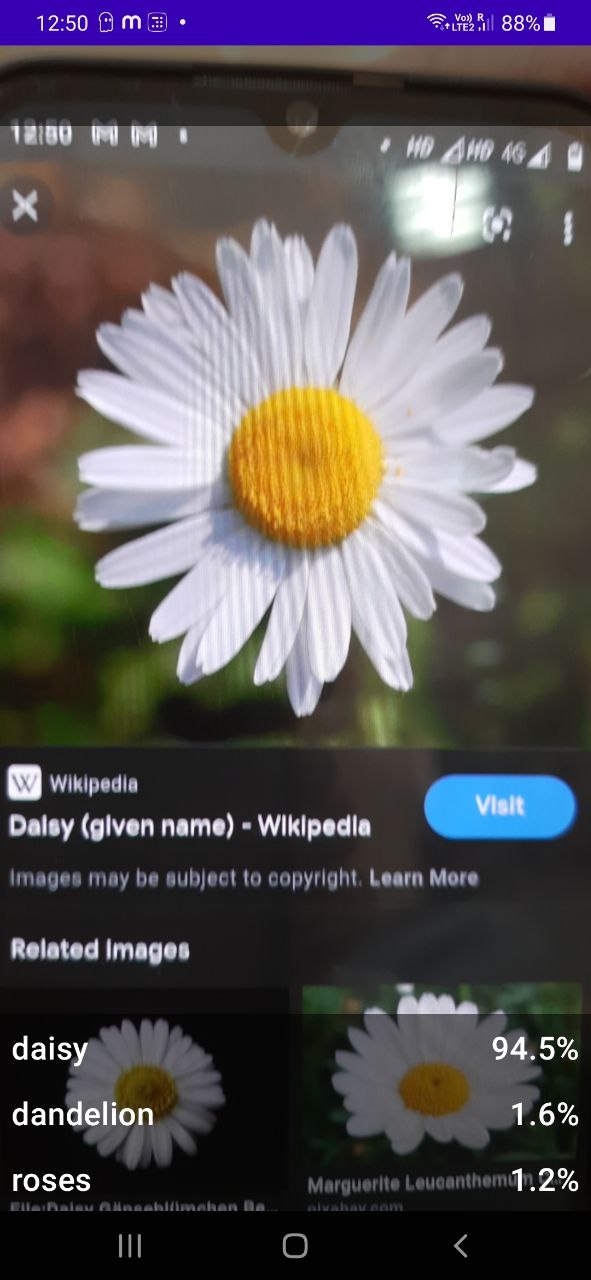 12:50
Vo)) R
LTE2
88%
12:50
HD HD 4G
W Wikipedia
Visit
Daisy (given name) - Wikipedia
Images may be subject to copyright. Learn More
Related images
daisy 94.5%
dandelion 1.6%
roses 1.2%
Marguerite Leucanthemum
File:Daisy Gänseblümchen Be...
pixabay.com